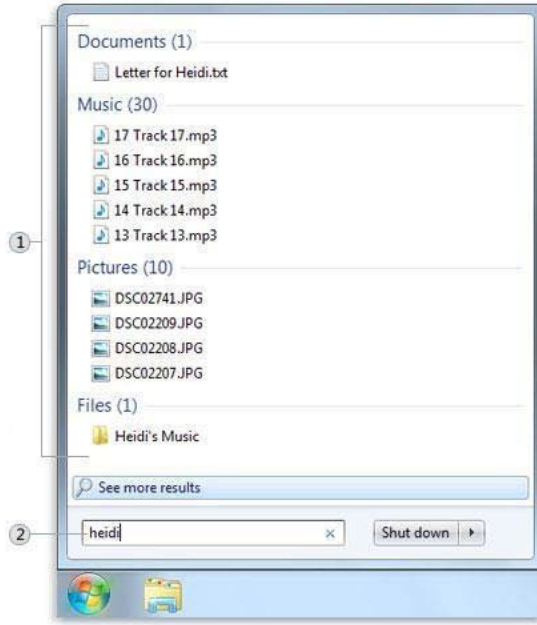 Documents (1)
Letter for Heidi.txt
Music (30)
17 Track 17.mp3
16 Track 16.mp3
15 Track 15.mp3
14 Track 14.mp3
13 Track 13.mp3
1
Pictures (10)
DSC02741.JPG
DSC02209.JPG
DSC02208.JPG
DSC02207.JPG
Files (1)
Heidi's Music
See more results
2
heidi
Shut down